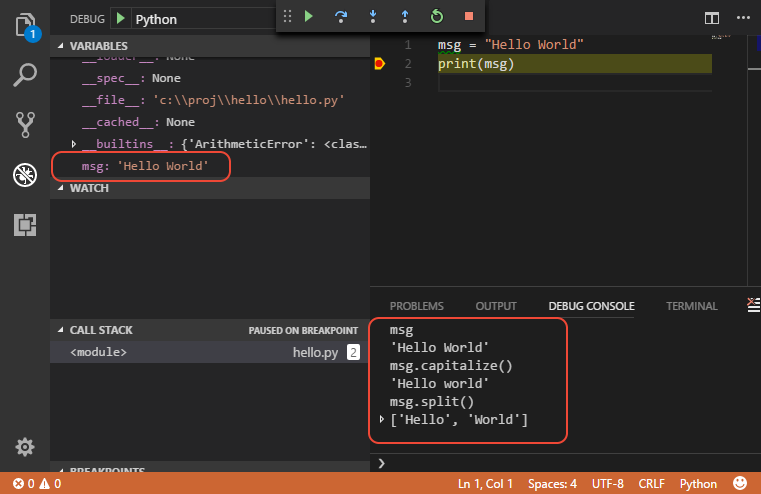 DEBUG Python
1
VARIABLES
__loader__: None
__spec__: None
__file__: 'c:\\proj\\hello\\hello.py'
__cached__: None
__builtins__: {'ArithmeticError': <clas…
msg: 'Hello World'
WATCH
CALL STACK PAUSED ON BREAKPOINT
<module> hello.py 2
BREAKPOINTS
1 msg = "Hello World"
2 print(msg)
3
PROBLEMS OUTPUT DEBUG CONSOLE TERMINAL
msg
'Hello World'
msg.capitalize()
'Hello world'
msg.split()
['Hello', 'World']
0 0 Ln 1, Col 1 Spaces: 4 UTF-8 CRLF Python